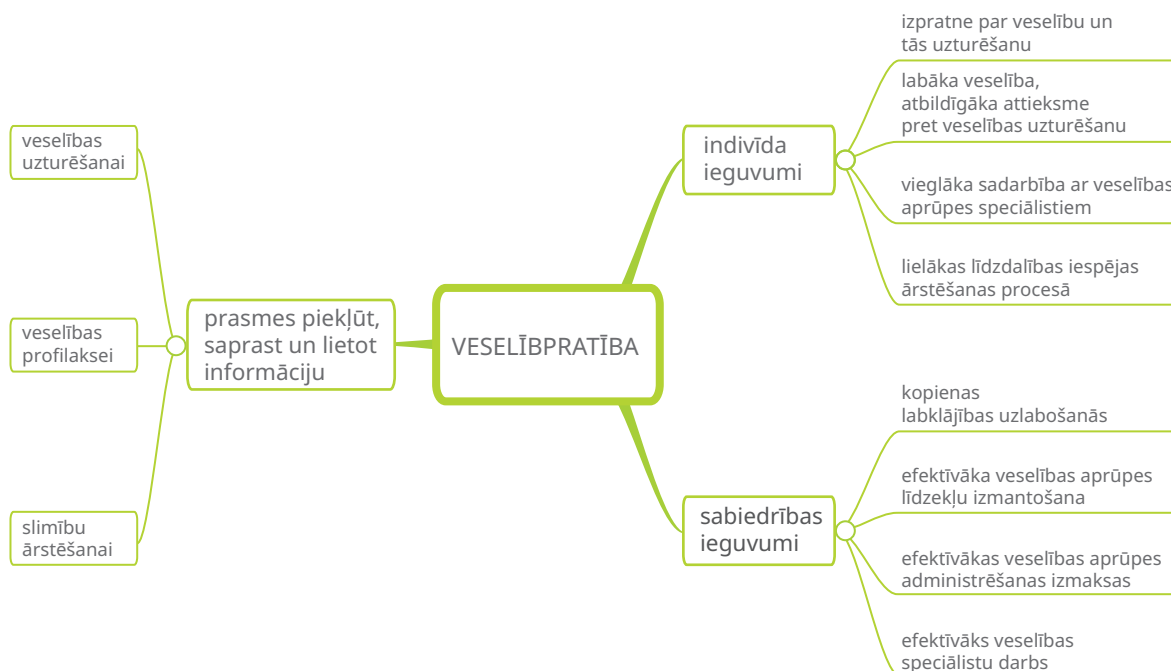 veselības
uzturēšanai
veselības
profilaksei
slimību
ārstēšanai
prasmes piekļūt,
saprast un lietot
informāciju
VESELĪBPRATĪBA
indivīda
ieguvumi
izpratne par veselību un
tās uzturēšanu
labāka veselība,
atbildīgāka attieksme
pret veselības uzturēšanu
vieglāka sadarbība ar veselības
aprūpes speciālistiem
lielākas līdzdalības iespējas
ārstēšanas procesā
sabiedrības
ieguvumi
kopienas
labklājības uzlabošanās
efektīvāka veselības aprūpes
līdzekļu izmantošana
efektīvākas veselības aprūpes
administrēšanas izmaksas
efektīvāks veselības
speciālistu darbs